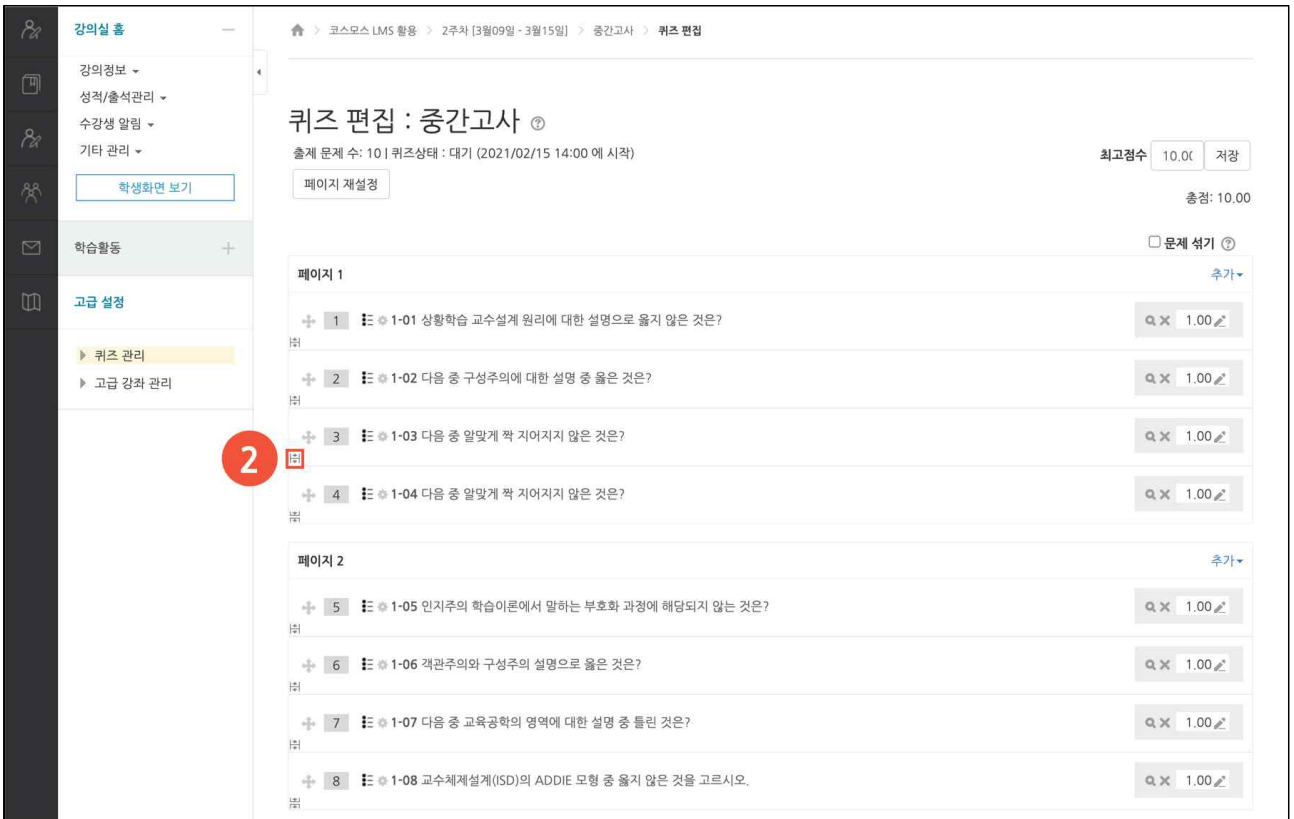 강의실 홈
강의정보
성적/출석관리
수강생 알림
기타 관리
학생화면 보기
학습활동
고급 설정
퀴즈 관리
고급 강좌 관리
코스모스 LMS 활용 > 2주차 [3월09일 - 3월15일] > 중간고사 > 퀴즈 편집
퀴즈 편집 : 중간고사
출제 문제 수: 10 | 퀴즈상태 : 대기 (2021/02/15 14:00 에 시작)
최고점수 10.00 저장
페이지 재설정
총점: 10.00
문제 섞기
페이지 1 추가
1 1-01 상황학습 교수설계 원리에 대한 설명으로 옳지 않은 것은? 1.00
2 1-02 다음 중 구성주의에 대한 설명 중 옳은 것은? 1.00
3 1-03 다음 중 알맞게 짝 지어지지 않은 것은? 1.00
2
4 1-04 다음 중 알맞게 짝 지어지지 않은 것은? 1.00
페이지 2 추가
5 1-05 인지주의 학습이론에서 말하는 부호화 과정에 해당되지 않는 것은? 1.00
6 1-06 객관주의와 구성주의 설명으로 옳은 것은? 1.00
7 1-07 다음 중 교육공학의 영역에 대한 설명 중 틀린 것은? 1.00
8 1-08 교수체제설계(ISD)의 ADDIE 모형 중 옳지 않은 것을 고르시오. 1.00